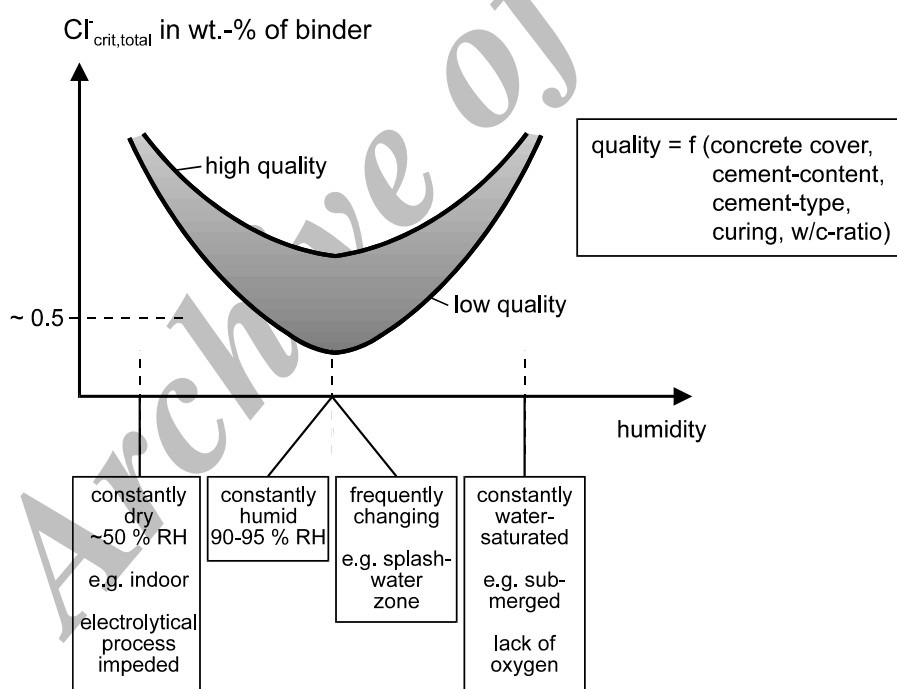 Cl⁻crit,total in wt.-% of binder
high quality
quality = f (concrete cover,
cement-content,
cement-type,
curing, w/c-ratio)
low quality
~ 0.5
humidity
constantly
dry
~50 % RH
e.g. indoor
electrolytical
process
impeded
constantly
humid
90-95 % RH
frequently
changing
e.g. splash-
water
zone
constantly
water-
saturated
e.g. sub-
merged
lack of
oxygen
Archive of